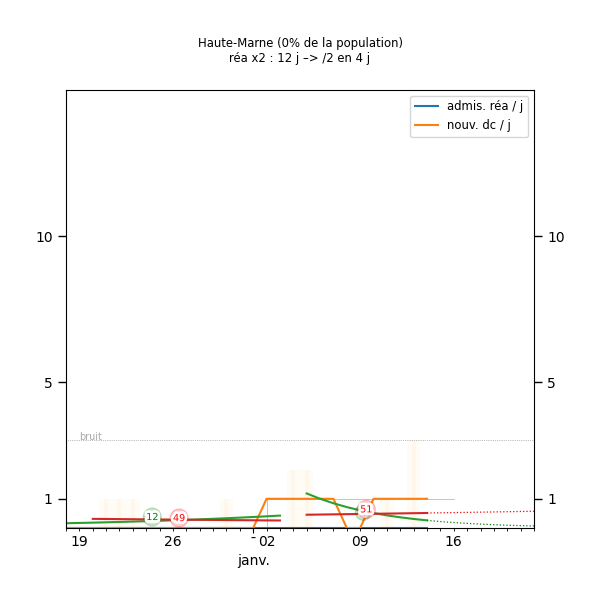 Haute-Marne (0% de la population)
réa x2 : 12 j –> /2 en 4 j
admis. réa / j
nouv. dc / j
10
10
5
5
bruit
1
1
12
49
51
19
26
02
09
16
janv.